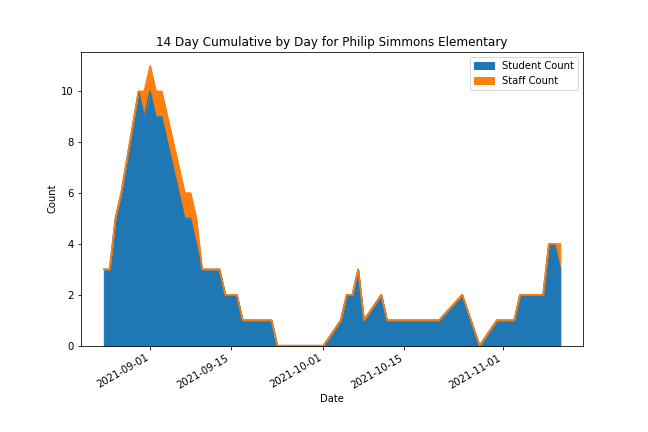 14 Day Cumulative by Day for Philip Simmons Elementary
Student Count
Staff Count
10
8
6
4
2
0
Count
2021-09-01
2021-09-15
2021-10-01
2021-10-15
2021-11-01
Date